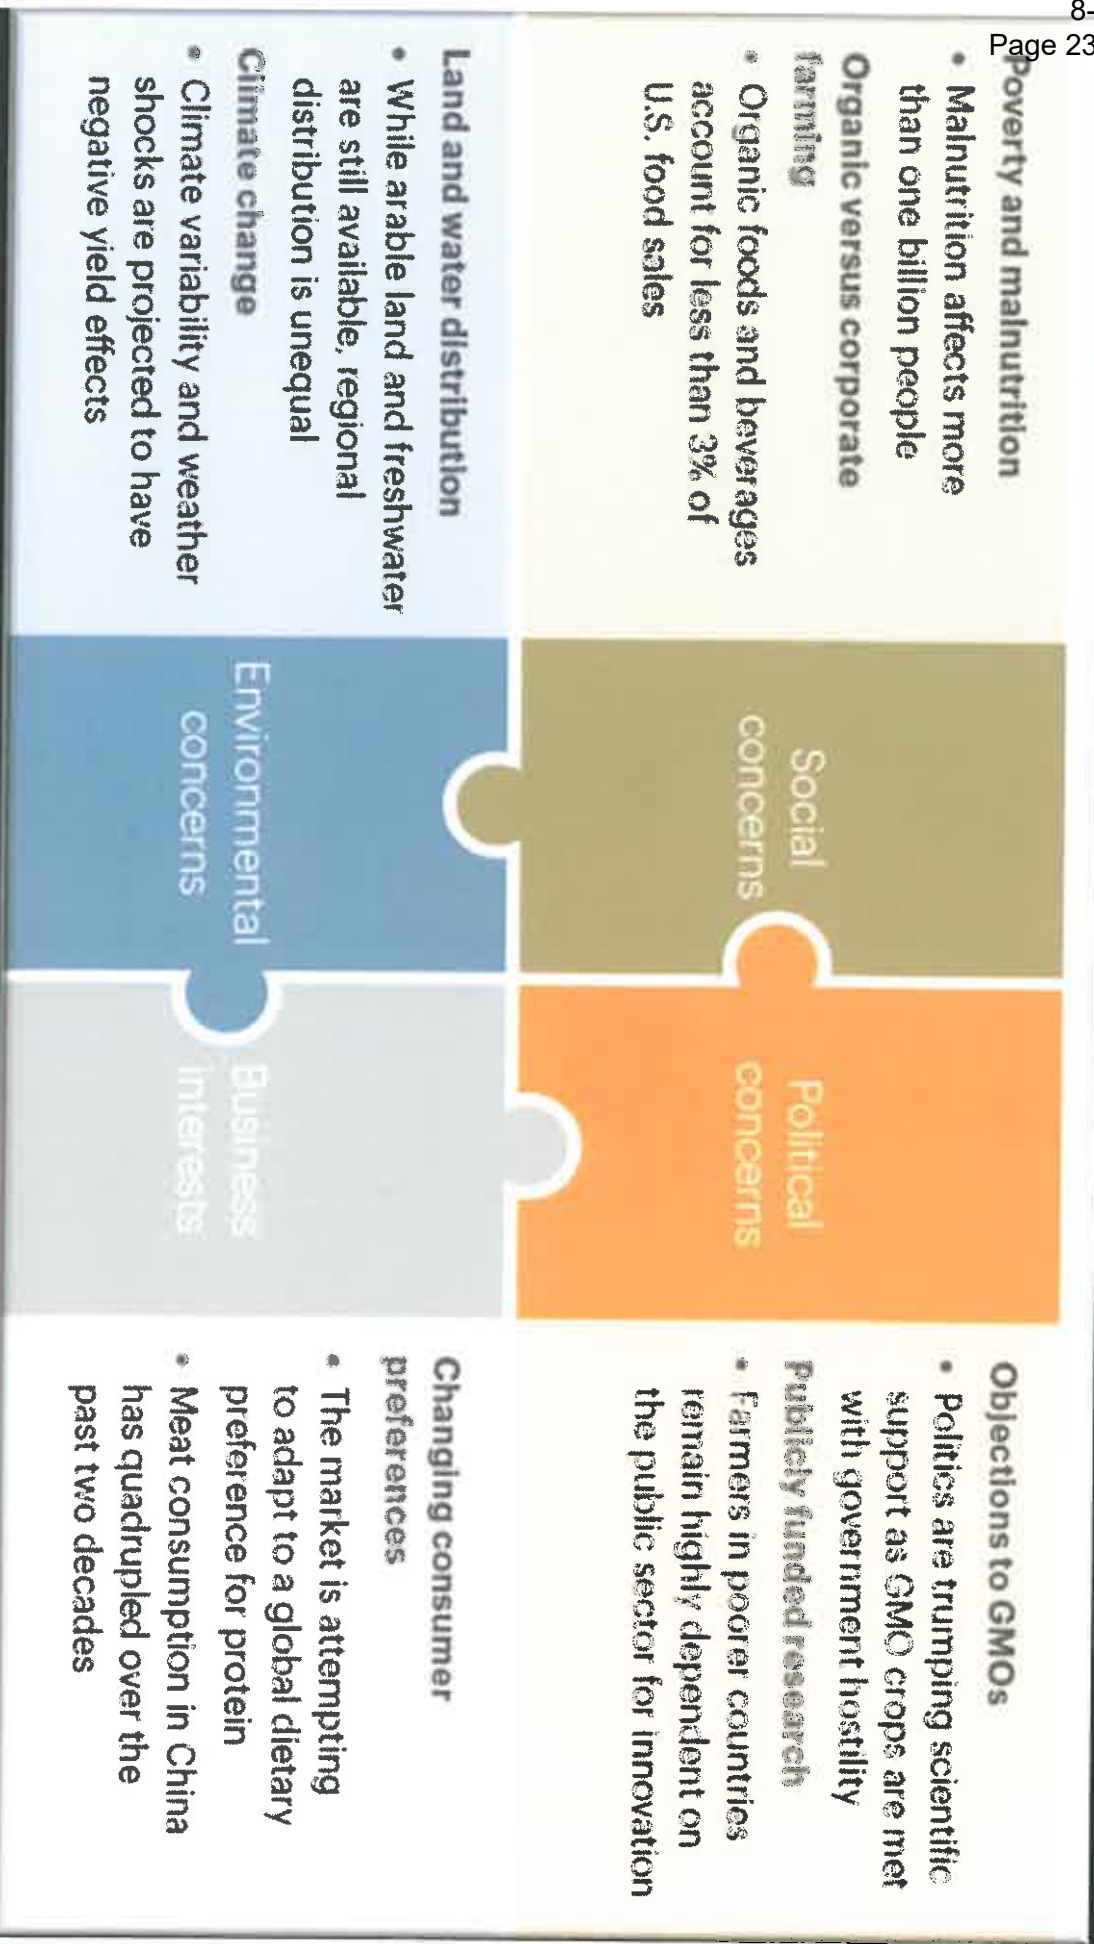 8-
Page 23
Poverty and malnutrition
• Malnutrition affects more
than one billion people
Organic versus corporate
farming
• Organic foods and beverages
account for less than 3% of
U.S. food sales
Social
concerns
Political
concerns
Objections to GMOs
• Politics are trumping scientific
support as GMO crops are met
with government hostility
Publicly funded research
• Farmers in poorer countries
remain highly dependent on
the public sector for innovation
Land and water distribution
• While arable land and freshwater
are still available, regional
distribution is unequal
Climate change
• Climate variability and weather
shocks are projected to have
negative yield effects
Environmental
concerns
Business
interests
Changing consumer
preferences
• The market is attempting
to adapt to a global dietary
preference for protein
• Meat consumption in China
has quadrupled over the
past two decades